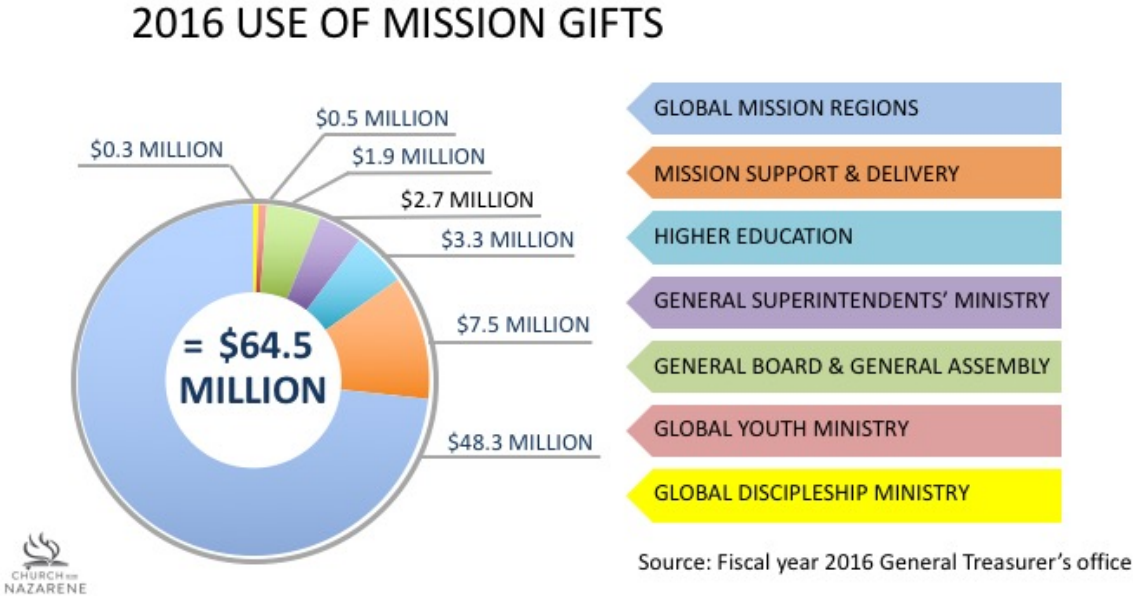 2016 USE OF MISSION GIFTS
$0.5 MILLION
$0.3 MILLION
$1.9 MILLION
$2.7 MILLION
$3.3 MILLION
$7.5 MILLION
$48.3 MILLION
= $64.5
MILLION
GLOBAL MISSION REGIONS
MISSION SUPPORT & DELIVERY
HIGHER EDUCATION
GENERAL SUPERINTENDENTS’ MINISTRY
GENERAL BOARD & GENERAL ASSEMBLY
GLOBAL YOUTH MINISTRY
GLOBAL DISCIPLESHIP MINISTRY
Source: Fiscal year 2016 General Treasurer’s office
CHURCH
NAZARENE